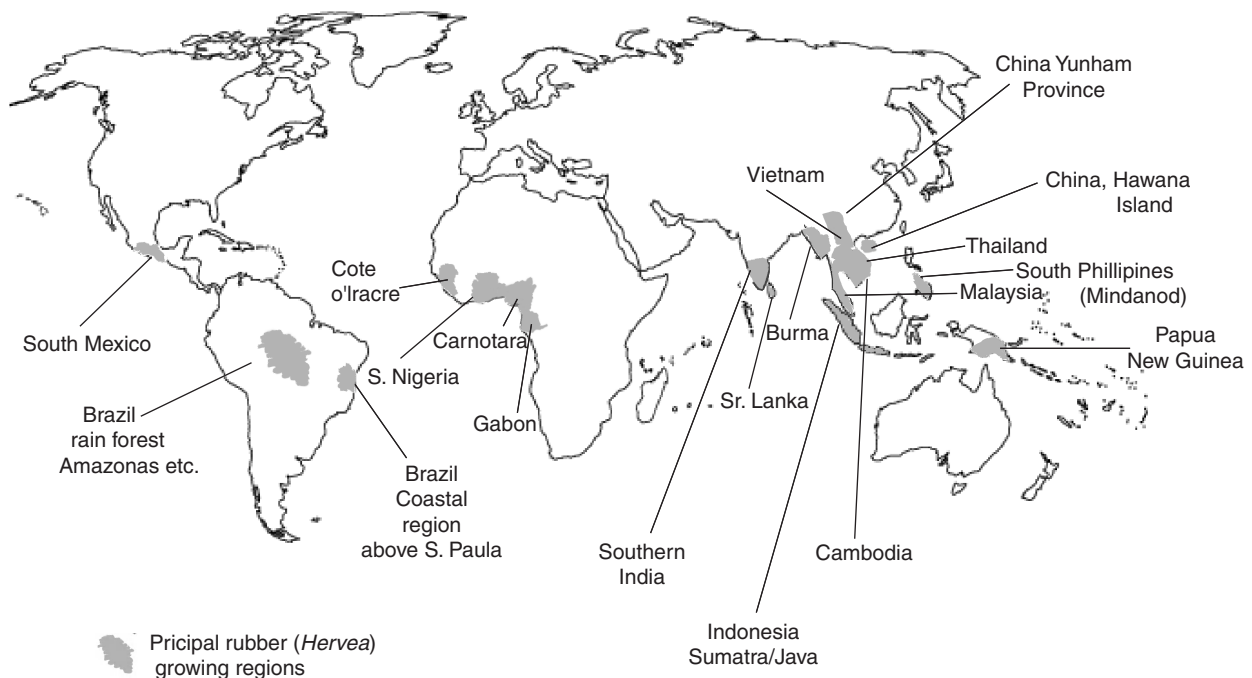 China Yunham
Province
Vietnam
China, Hawana
Island
Thailand
South Phillipines
(Mindanod)
Malaysia
Cote
o'Iracre
Burma
Papua
New Guinea
South Mexico
Carnotara
S. Nigeria
Sr. Lanka
Gabon
Brazil
rain forest
Amazonas etc.
Brazil
Coastal
region
above S. Paula
Southern
India
Cambodia
Indonesia
Sumatra/Java
Pricipal rubber (Hervea)
growing regions